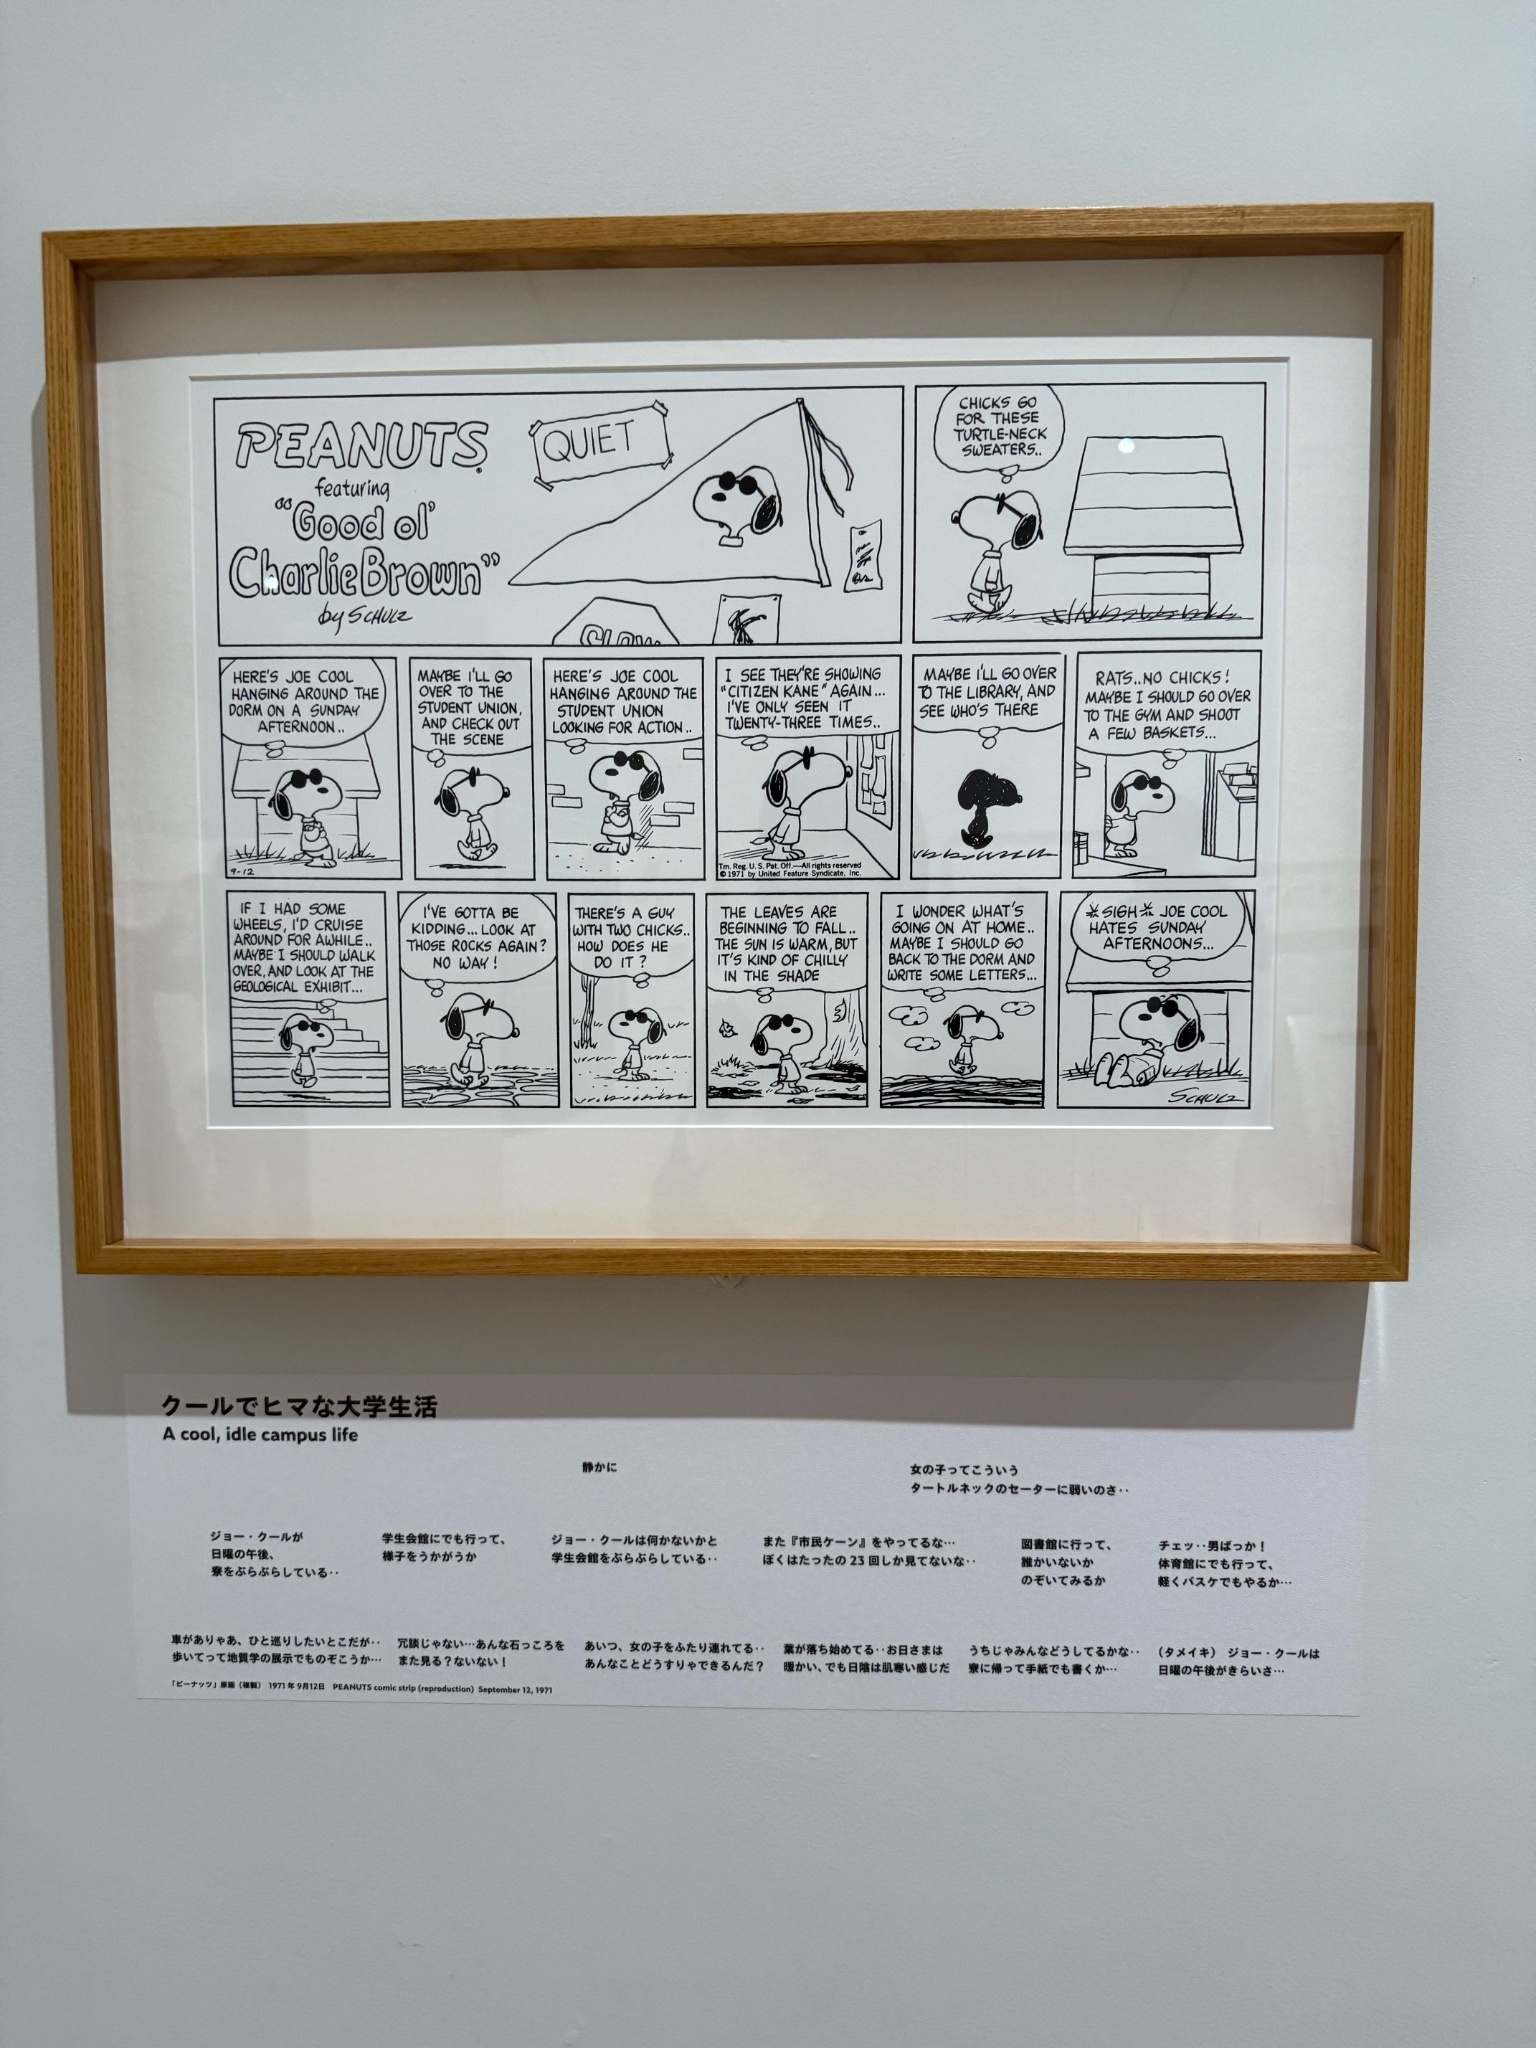 PEANUTS®
featuring
"Good ol'
CharlieBrown"
by SCHULZ
QUIET
SLOW
CHICKS GO
FOR THESE
TURTLE-NECK
SWEATERS..
HERE'S JOE COOL
HANGING AROUND THE
DORM ON A SUNDAY
AFTERNOON..
9-12
MAYBE I'LL GO
OVER TO THE
STUDENT UNION,
AND CHECK OUT
THE SCENE
HERE'S JOE COOL
HANGING AROUND THE
STUDENT UNION
LOOKING FOR ACTION..
I SEE THEY'RE SHOWING
"CITIZEN KANE" AGAIN...
I'VE ONLY SEEN IT
TWENTY-THREE TIMES..
Tm. Reg. U. S. Pat. Off.—All rights reserved
© 1971 by United Feature Syndicate, Inc.
MAYBE I'LL GO OVER
TO THE LIBRARY, AND
SEE WHO'S THERE
RATS..NO CHICKS!
MAYBE I SHOULD GO OVER
TO THE GYM AND SHOOT
A FEW BASKETS...
IF I HAD SOME
WHEELS, I'D CRUISE
AROUND FOR AWHILE..
MAYBE I SHOULD WALK
OVER, AND LOOK AT THE
GEOLOGICAL EXHIBIT...
I'VE GOTTA BE
KIDDING...LOOK AT
THOSE ROCKS AGAIN?
NO WAY!
THERE'S A GUY
WITH TWO CHICKS..
HOW DOES HE
DO IT?
THE LEAVES ARE
BEGINNING TO FALL..
THE SUN IS WARM, BUT
IT'S KIND OF CHILLY
IN THE SHADE
I WONDER WHAT'S
GOING ON AT HOME..
MAYBE I SHOULD GO
BACK TO THE DORM AND
WRITE SOME LETTERS...
*SIGH* JOE COOL
HATES SUNDAY
AFTERNOONS...
SCHULZ
クールでヒマな大学生活
A cool, idle campus life
静かに
女の子ってこういう
タートルネックのセーターに弱いのさ‥
ジョー・クールが
日曜の午後、
寮をぶらぶらしている‥
学生会館にでも行って、
様子をうかがうか
ジョー・クールは何かないかと
学生会館をぶらぶらしている‥
また『市民ケーン』をやってるな…
ぼくはたったの 23 回しか見てないな‥
図書館に行って、
誰かいないか
のぞいてみるか
チェッ‥男ばっか！
体育館にでも行って、
軽くバスケでもやるか…
車がありゃあ、ひと巡りしたいとこだが‥
歩いてって地質学の展示でものぞこうか…
冗談じゃない…あんな石っころを
また見る？ないない！
あいつ、女の子をふたり連れてる‥
あんなことどうすりゃできるんだ？
葉が落ち始めてる‥お日さまは
暖かい、でも日陰は肌寒い感じだ
うちじゃみんなどうしてるかな‥
寮に帰って手紙でも書くか…
（タメイキ） ジョー・クールは
日曜の午後がきらいさ…
「ピーナッツ」原画（複製） 1971 年 9月12日 PEANUTS comic strip (reproduction) September 12, 1971